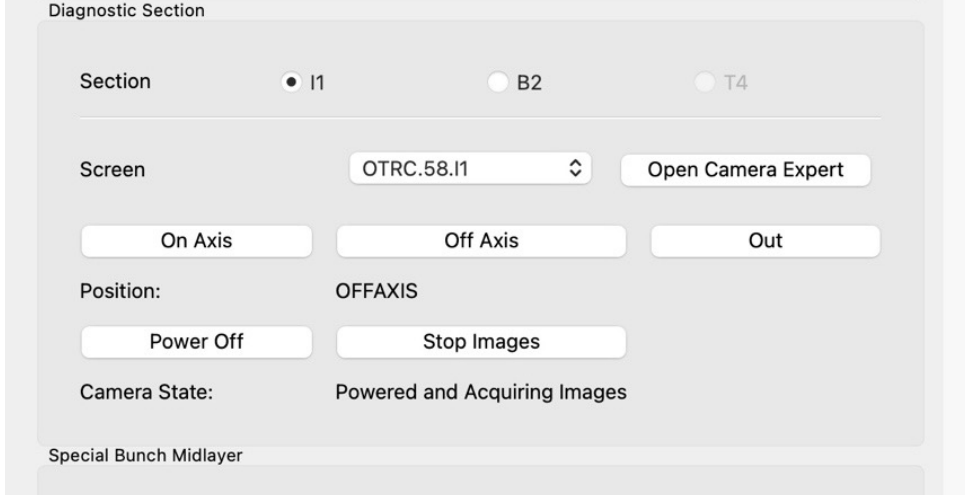 Diagnostic Section
Section I1 B2 T4
Screen OTRC.58.I1 Open Camera Expert
On Axis Off Axis Out
Position: OFFAXIS
Power Off Stop Images
Camera State: Powered and Acquiring Images
Special Bunch Midlayer